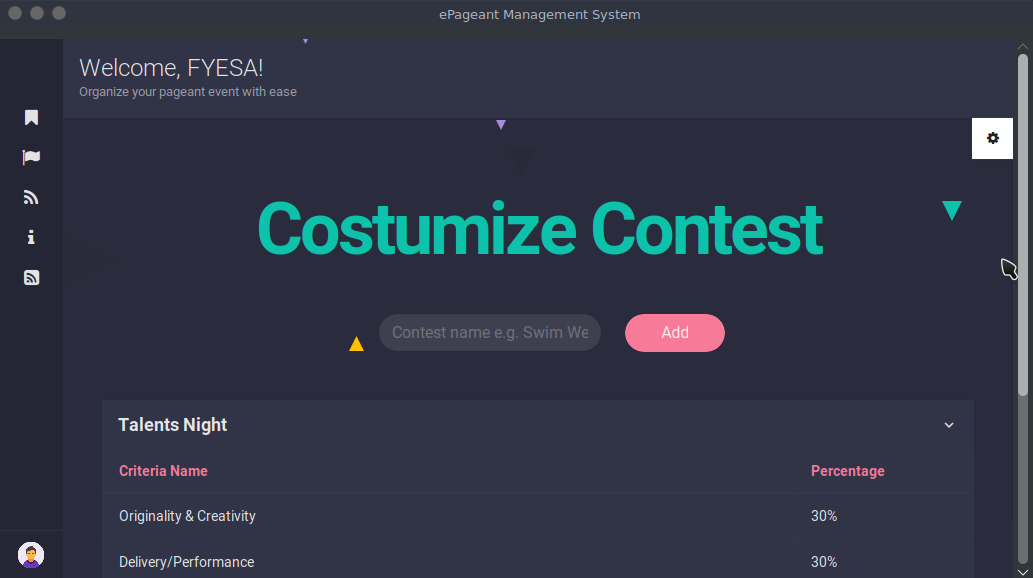 ePageant Management System
Welcome, FYESA!
Organize your pageant event with ease
Costumize Contest
Contest name e.g. Swim We
Add
Talents Night
Criteria Name Percentage
Originality & Creativity 30%
Delivery/Performance 30%